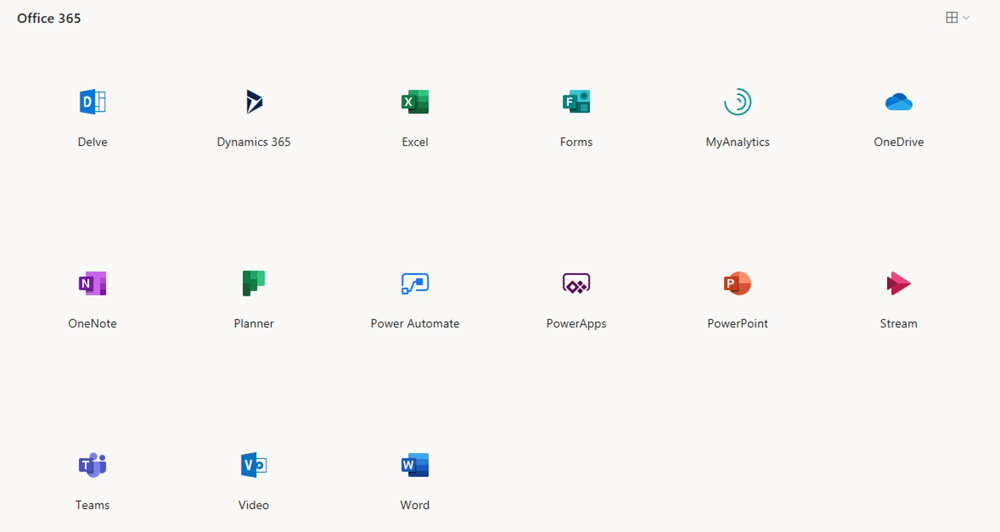 Office 365
D
Delve
Dynamics 365
X
Excel
F
Forms
MyAnalytics
OneDrive
N
OneNote
Planner
Power Automate
PowerApps
P
PowerPoint
Stream
T
Teams
V
Video
W
Word